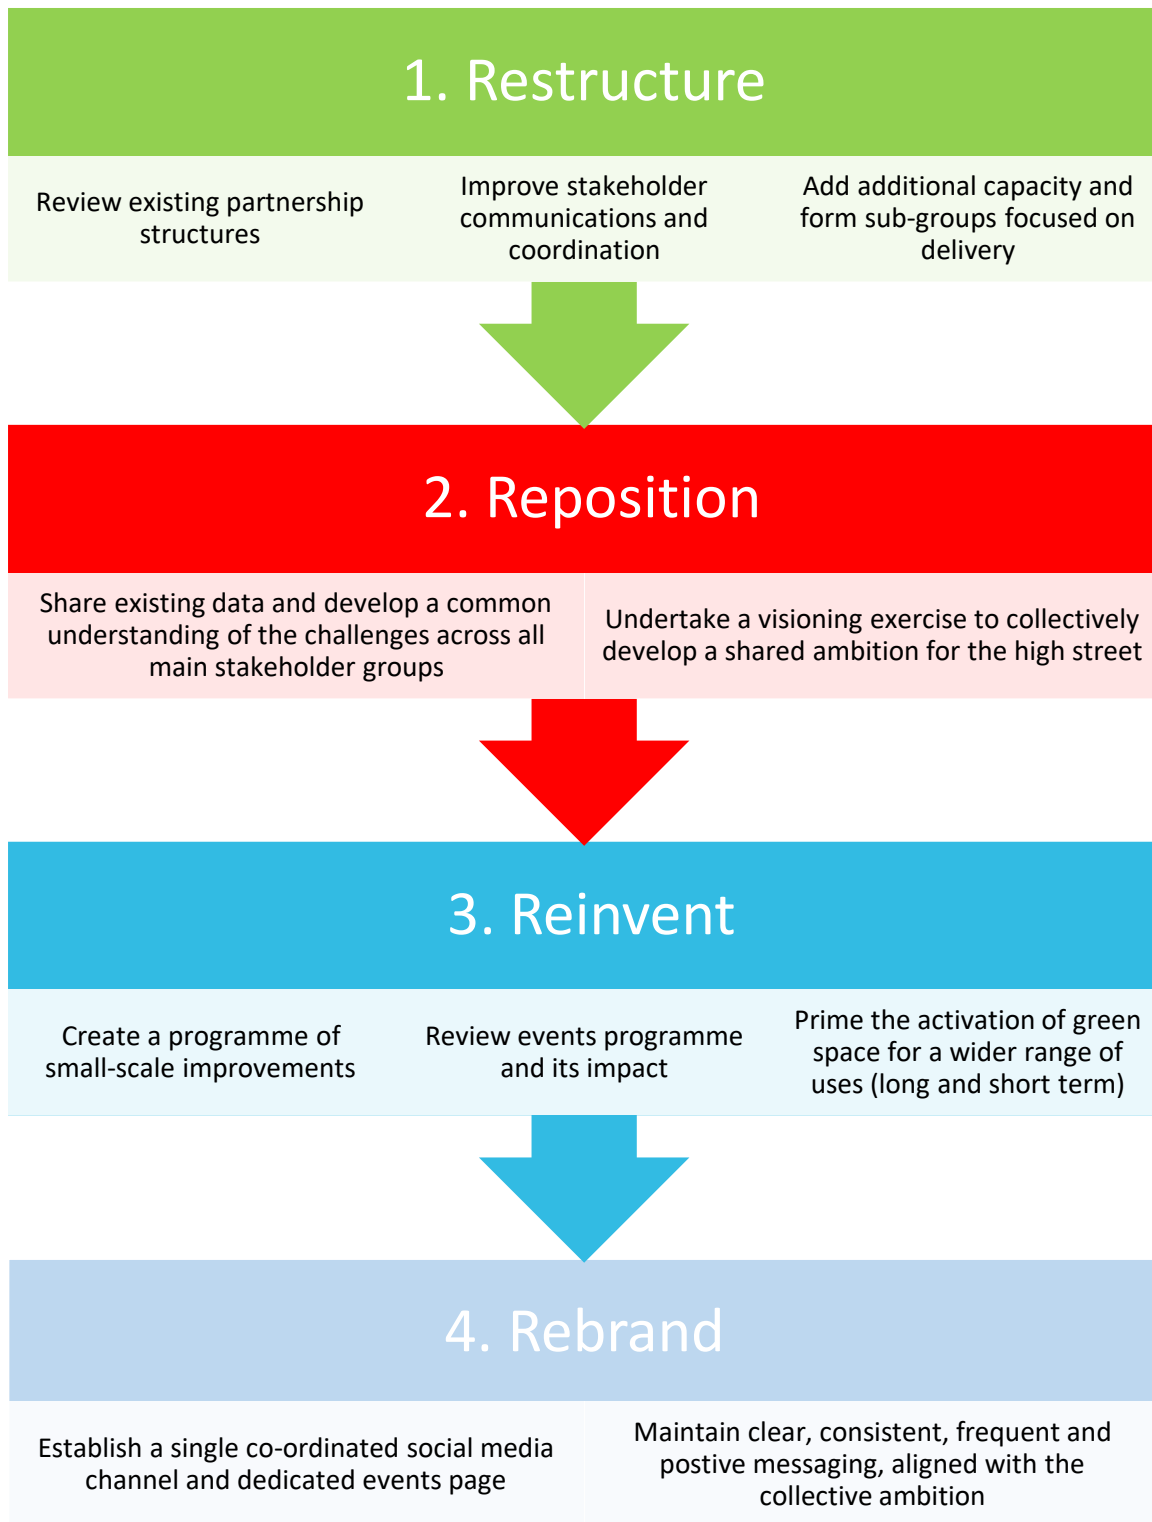 1. Restructure
Review existing partnership
structures
Improve stakeholder
communications and
coordination
Add additional capacity and
form sub-groups focused on
delivery
2. Reposition
Share existing data and develop a common
understanding of the challenges across all
main stakeholder groups
Undertake a visioning exercise to collectively
develop a shared ambition for the high street
3. Reinvent
Create a programme of
small-scale improvements
Review events programme
and its impact
Prime the activation of green
space for a wider range of
uses (long and short term)
4. Rebrand
Establish a single co-ordinated social media
channel and dedicated events page
Maintain clear, consistent, frequent and
postive messaging, aligned with the
collective ambition